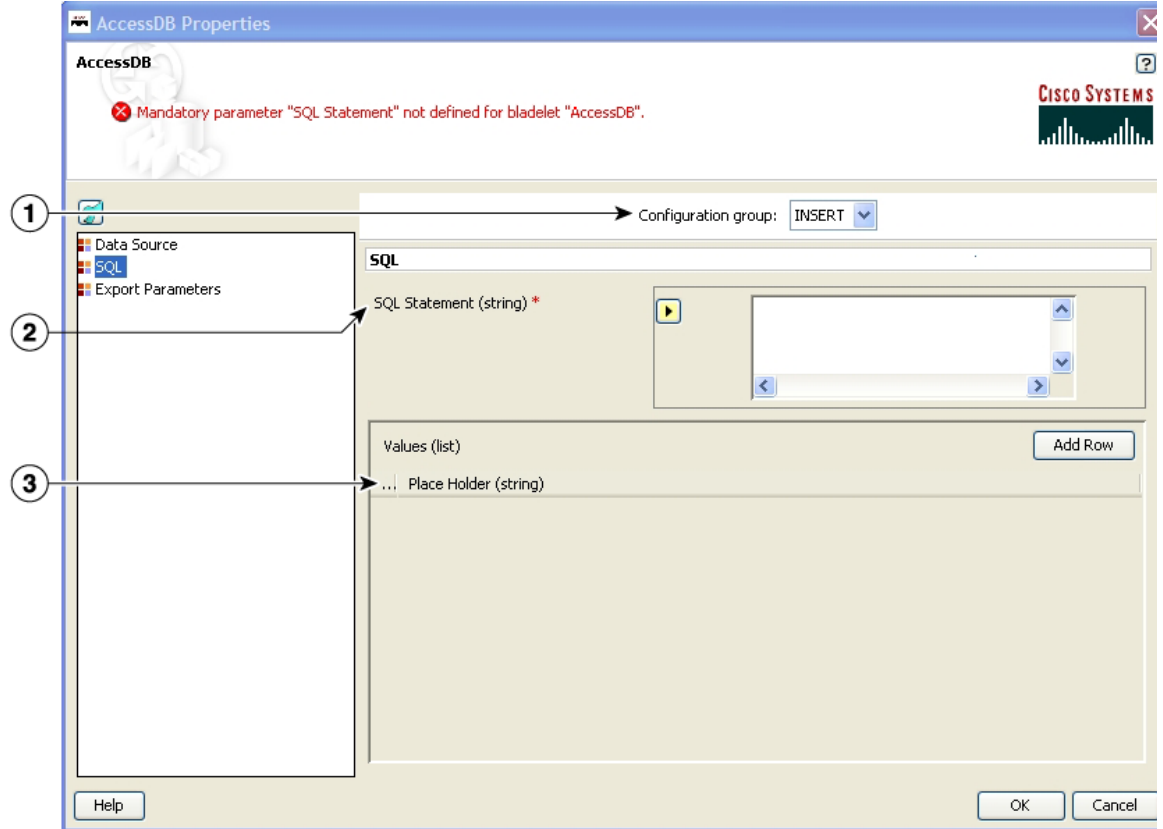 AccessDB Properties
AccessDB
?
Mandatory parameter "SQL Statement" not defined for bladelet "AccessDB".
CISCO SYSTEMS
1
Configuration group: INSERT
Data Source
SQL
Export Parameters
SQL
2
SQL Statement (string) *
Values (list)
Add Row
3
... Place Holder (string)
Help
OK
Cancel